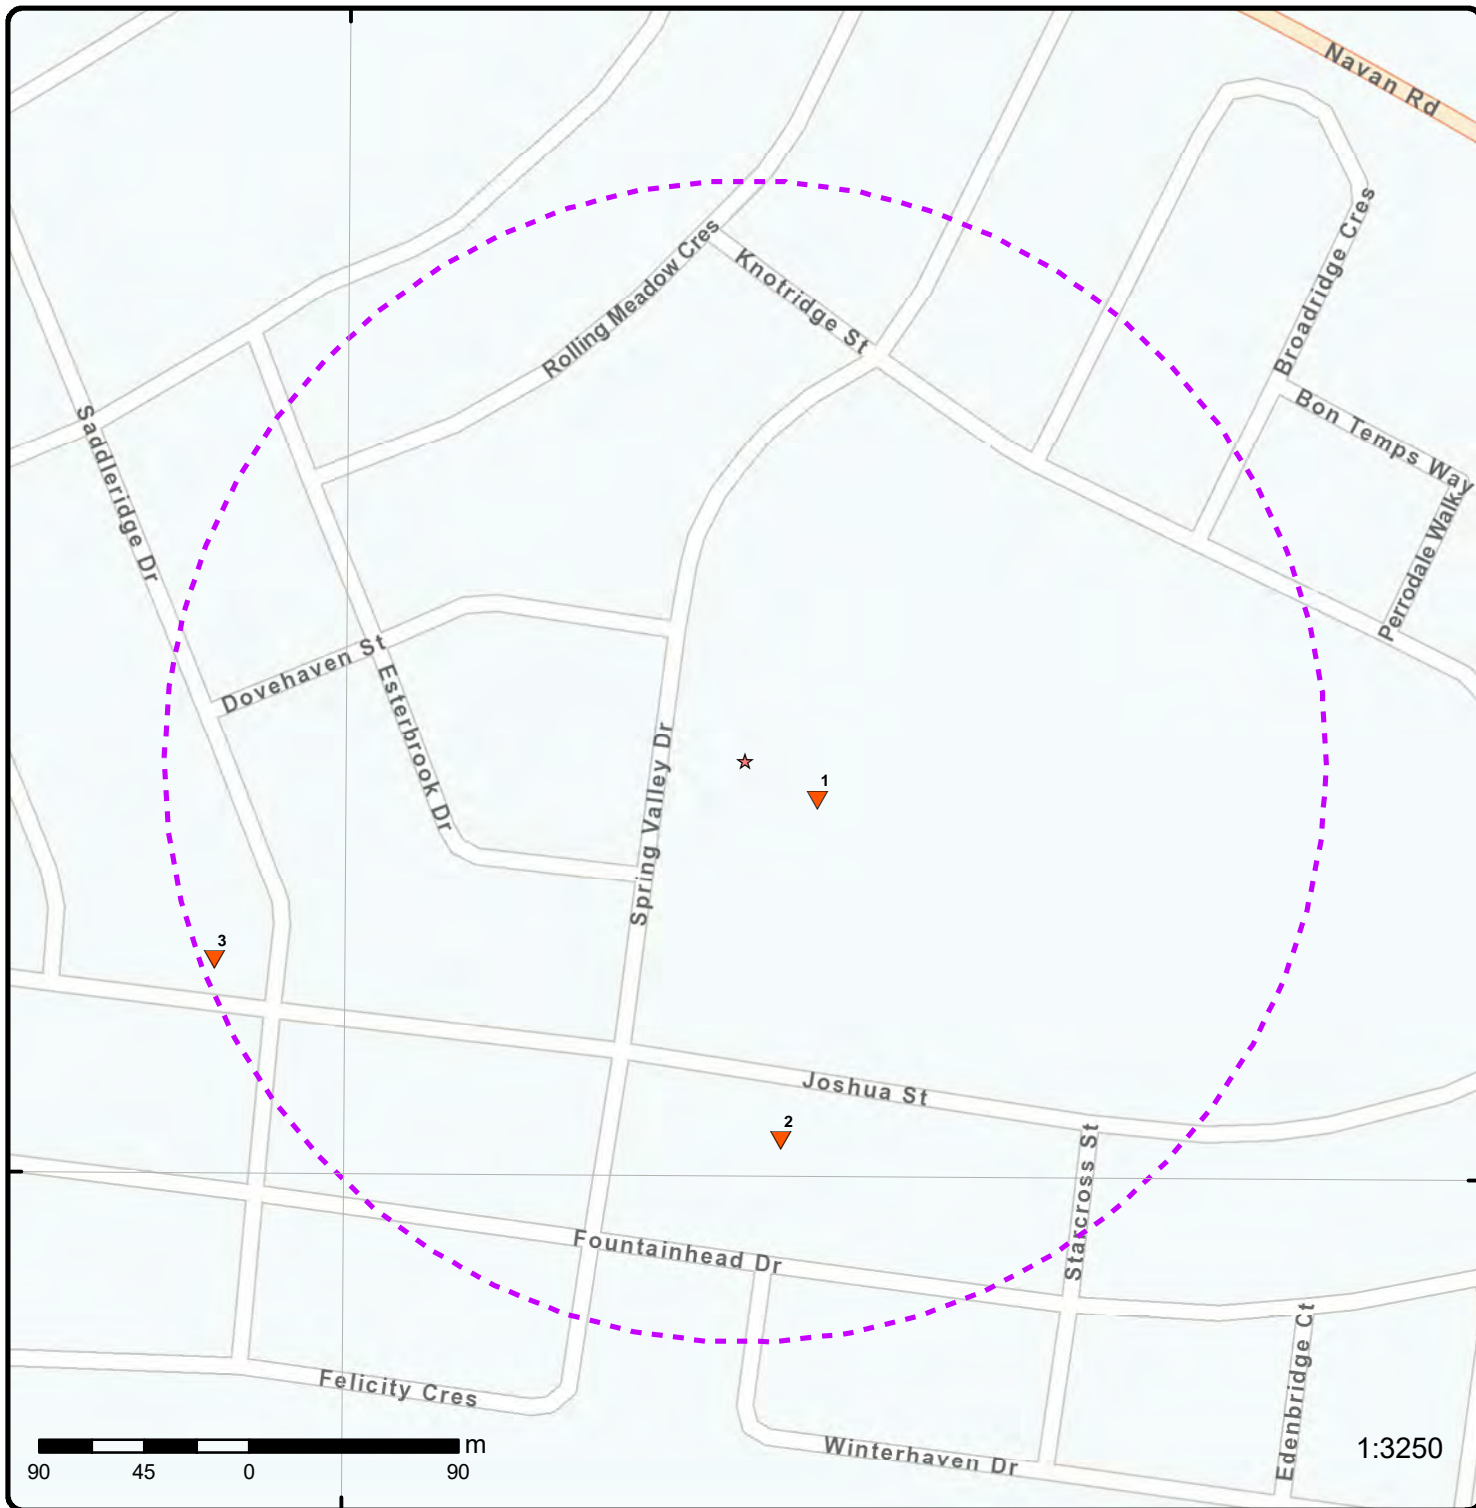 Navan Rd
Broadridge Cres
Rolling Meadow Cres
Knotridge St
Bon Temps Way
Saddleridge Dr
Perrodale Walk
Dovehaven St
Esterbrook Dr
Spring Valley Dr
1
3
Joshua St
2
Starcross St
Fountainhead Dr
Edenbridge Ct
Felicity Cres
Winterhaven Dr
m
1:3250
90 45 0 90